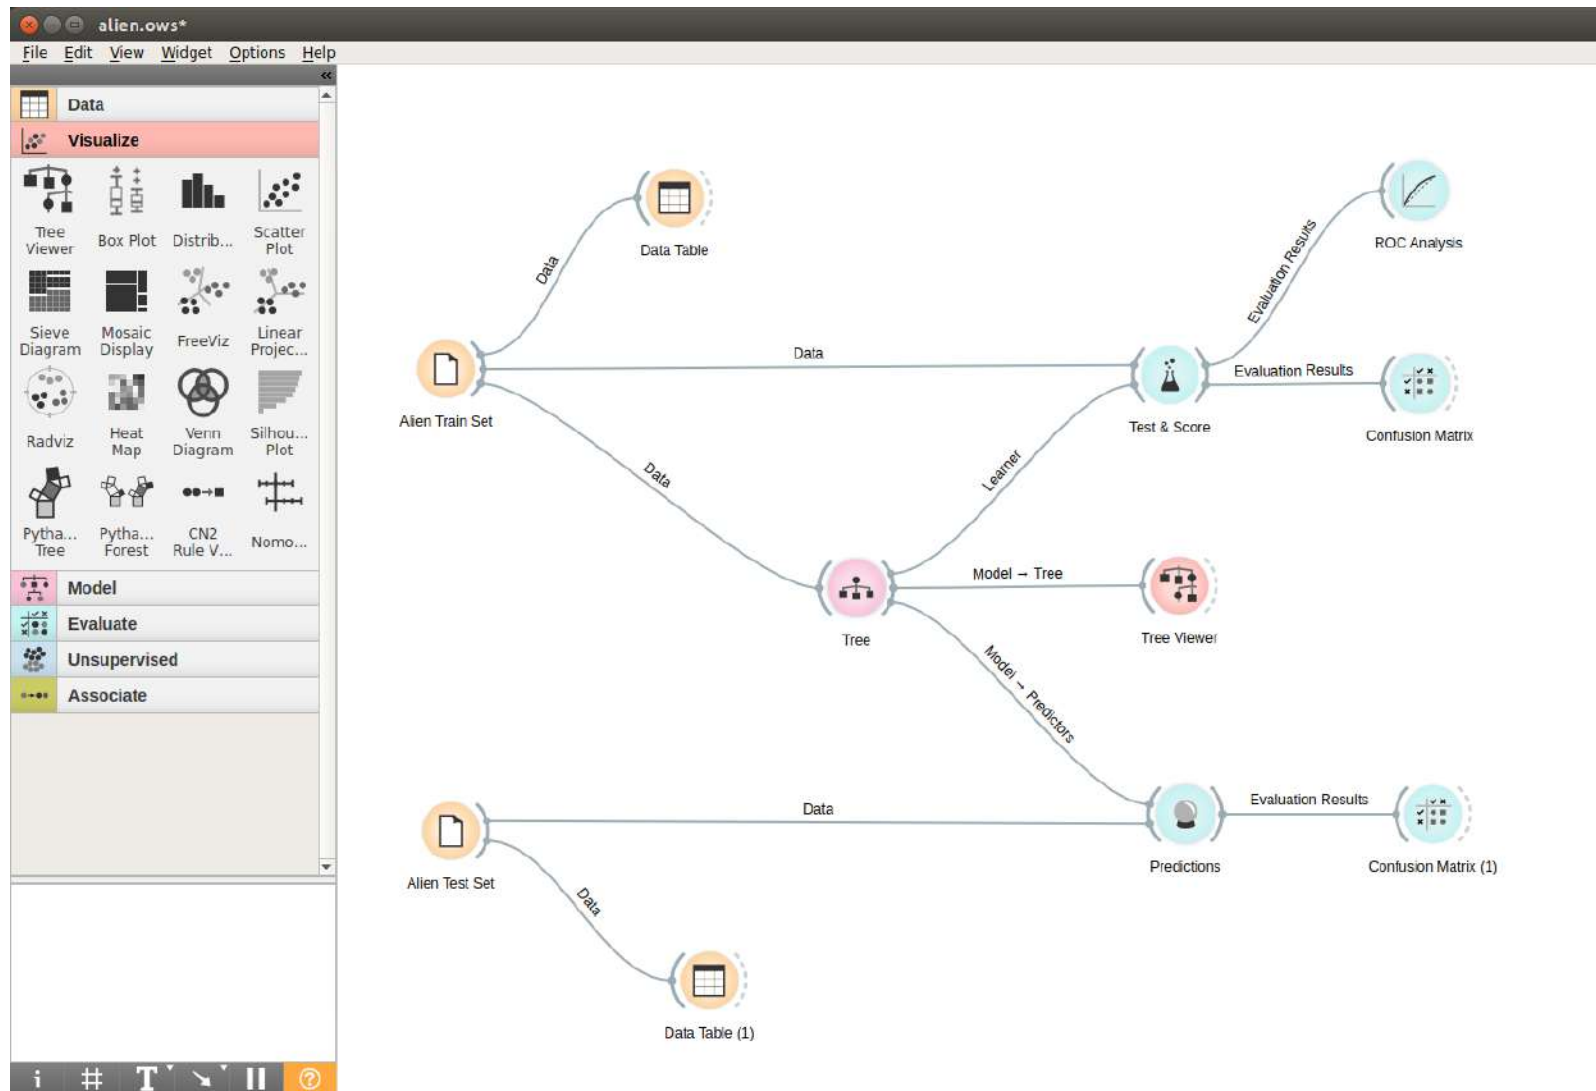 alien.ows*
File Edit View Widget Options Help
«
Data
Visualize
Tree
Viewer
Box Plot
Distrib...
Scatter
Plot
Sieve
Diagram
Mosaic
Display
FreeViz
Linear
Projec...
Radviz
Heat
Map
Venn
Diagram
Silhou...
Plot
Pytha...
Tree
Pytha...
Forest
CN2
Rule V...
Nomo...
Model
Evaluate
Unsupervised
Associate
i # T ?
Data Table
Data
ROC Analysis
Evaluation Results
Data
Evaluation Results
Alien Train Set
Test & Score
Confusion Matrix
Data
Learner
Model → Tree
Tree
Tree Viewer
Model → Predictors
Data
Evaluation Results
Alien Test Set
Predictions
Confusion Matrix (1)
Data
Data Table (1)